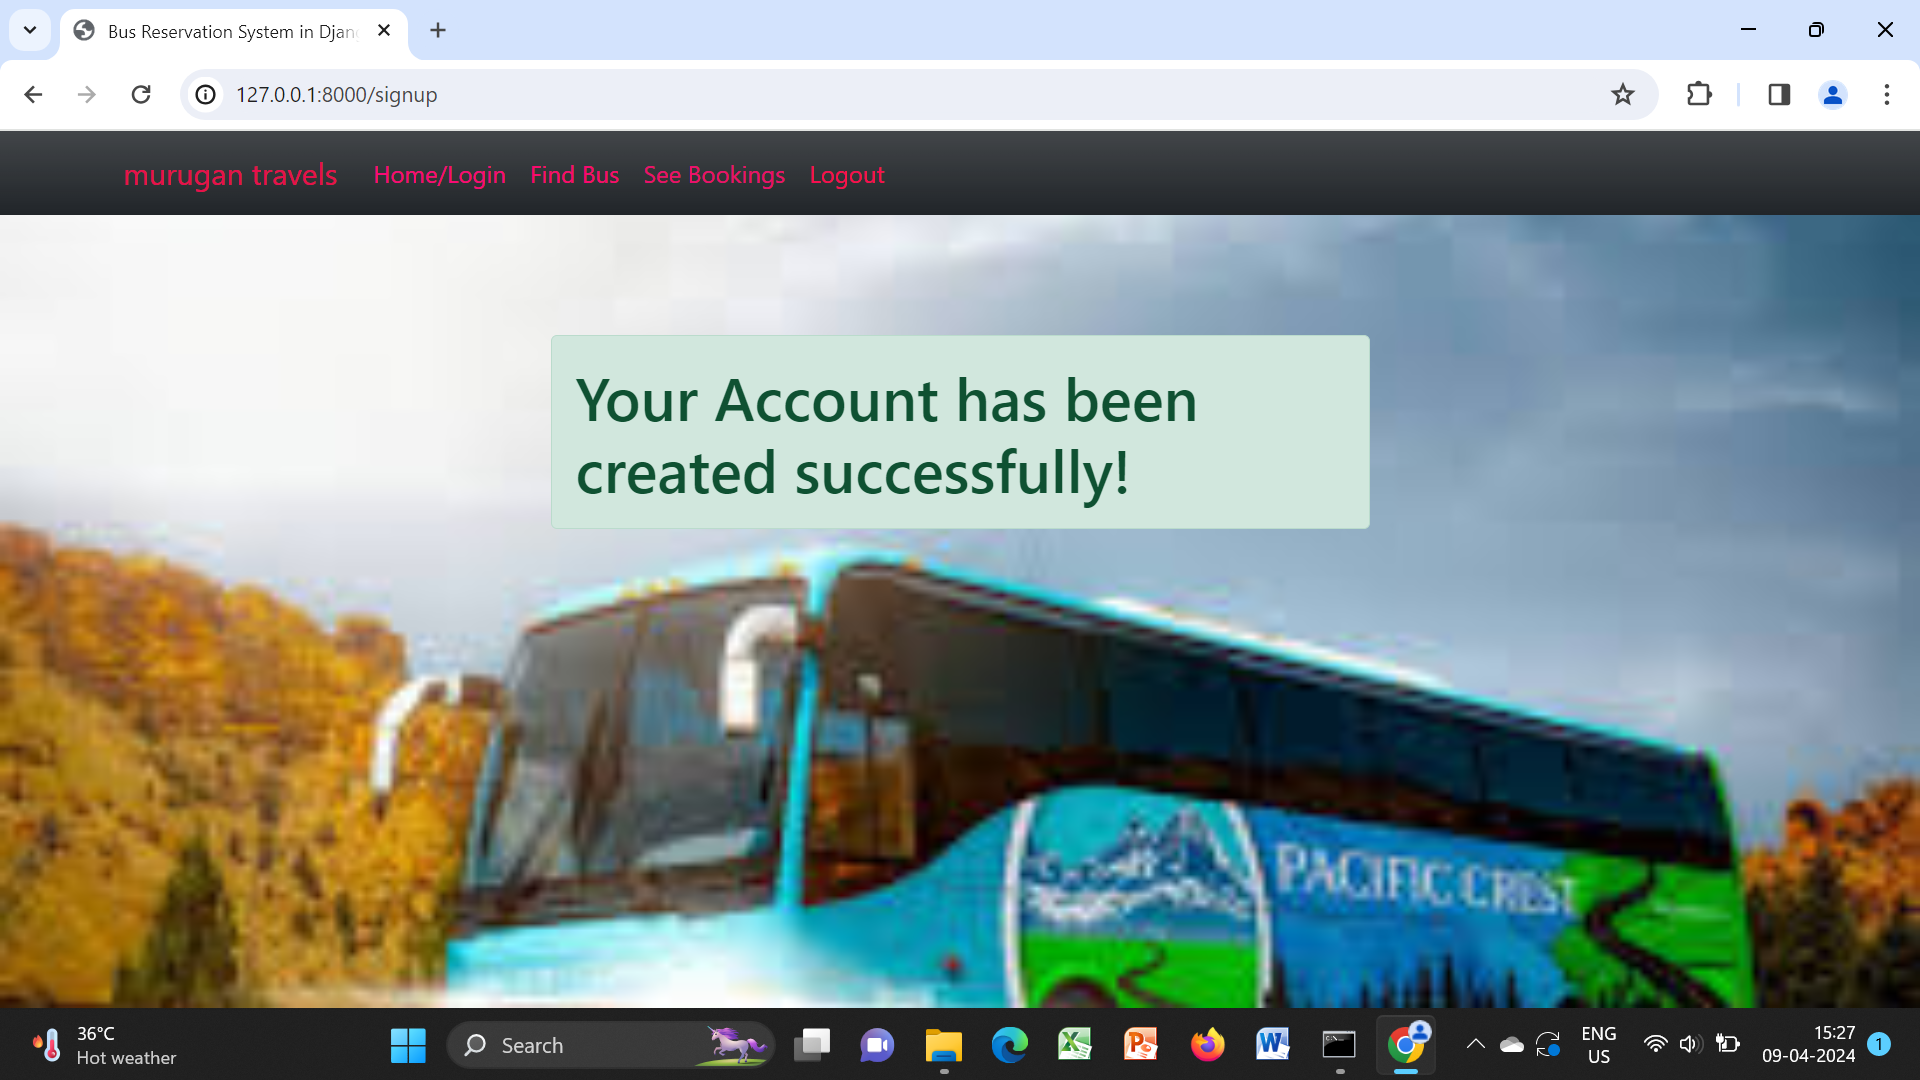 Bus Reservation System in Djan
127.0.0.1:8000/signup
murugan travels Home/Login Find Bus See Bookings Logout
Your Account has been
created successfully!
PACIFIC CREST
36°C
Hot weather
Search
ENG
US
15:27
09-04-2024
1